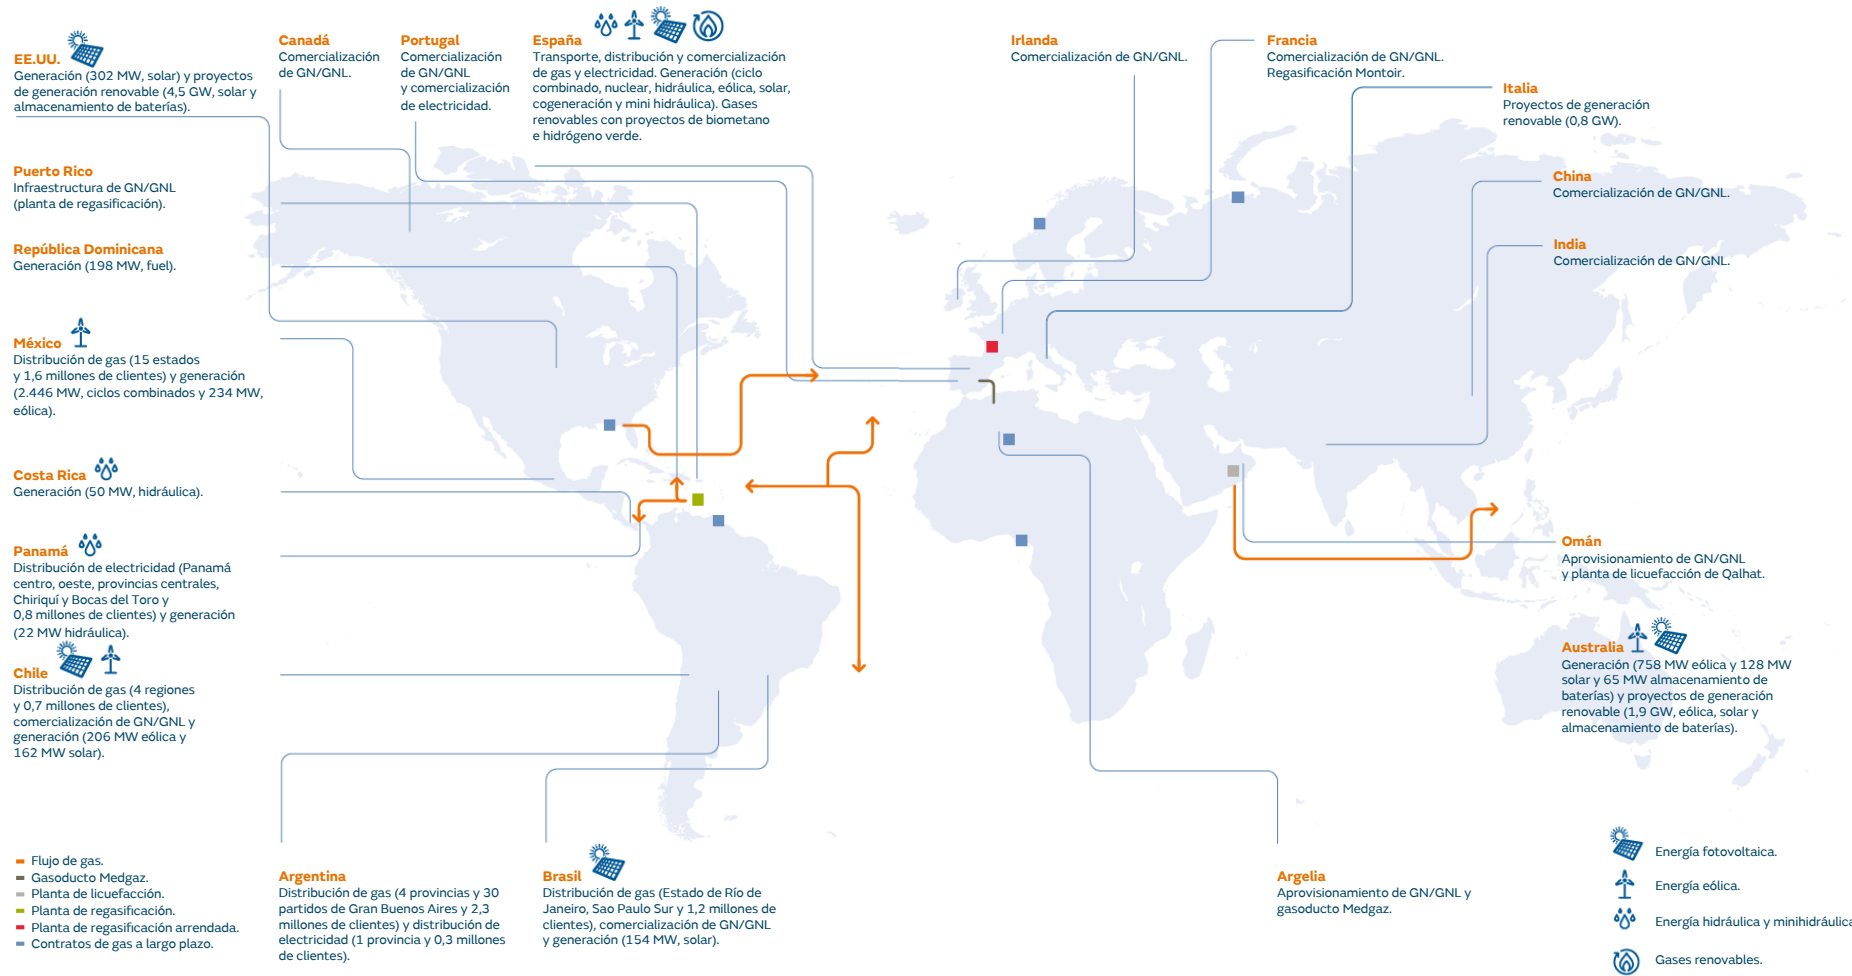 EE.UU.
Generación (302 MW, solar) y proyectos
de generación renovable (4,5 GW, solar y
almacenamiento de baterías).
Canadá
Comercialización
de GN/GNL.
Portugal
Comercialización
de GN/GNL
y comercialización
de electricidad.
España
Transporte, distribución y comercialización
de gas y electricidad. Generación (ciclo
combinado, nuclear, hidráulica, eólica, solar,
cogeneración y mini hidráulica). Gases
renovables con proyectos de biometano
e hidrógeno verde.
Irlanda
Comercialización de GN/GNL.
Francia
Comercialización de GN/GNL.
Regasificación Montoir.
Italia
Proyectos de generación
renovable (0,8 GW).
China
Comercialización de GN/GNL.
India
Comercialización de GN/GNL.
Puerto Rico
Infraestructura de GN/GNL
(planta de regasificación).
República Dominicana
Generación (198 MW, fuel).
México
Distribución de gas (15 estados
y 1,6 millones de clientes) y generación
(2.446 MW, ciclos combinados y 234 MW,
eólica).
Costa Rica
Generación (50 MW, hidráulica).
Panamá
Distribución de electricidad (Panamá
centro, oeste, provincias centrales,
Chiriquí y Bocas del Toro y
0,8 millones de clientes) y generación
(22 MW hidráulica).
Chile
Distribución de gas (4 regiones
y 0,7 millones de clientes),
comercialización de GN/GNL y
generación (206 MW eólica y
162 MW solar).
Omán
Aprovisionamiento de GN/GNL
y planta de licuefacción de Qalhat.
Australia
Generación (758 MW eólica y 128 MW
solar y 65 MW almacenamiento de
baterías) y proyectos de generación
renovable (1,9 GW, eólica, solar y
almacenamiento de baterías).
Flujo de gas.
Gasoducto Medgaz.
Planta de licuefacción.
Planta de regasificación.
Planta de regasificación arrendada.
Contratos de gas a largo plazo.
Argentina
Distribución de gas (4 provincias y 30
partidos de Gran Buenos Aires y 2,3
millones de clientes) y distribución de
electricidad (1 provincia y 0,3 millones
de clientes).
Brasil
Distribución de gas (Estado de Río de
Janeiro, Sao Paulo Sur y 1,2 millones de
clientes), comercialización de GN/GNL
y generación (154 MW, solar).
Argelia
Aprovisionamiento de GN/GNL y
gasoducto Medgaz.
Energía fotovoltaica.
Energía eólica.
Energía hidráulica y minihidráulica
Gases renovables.